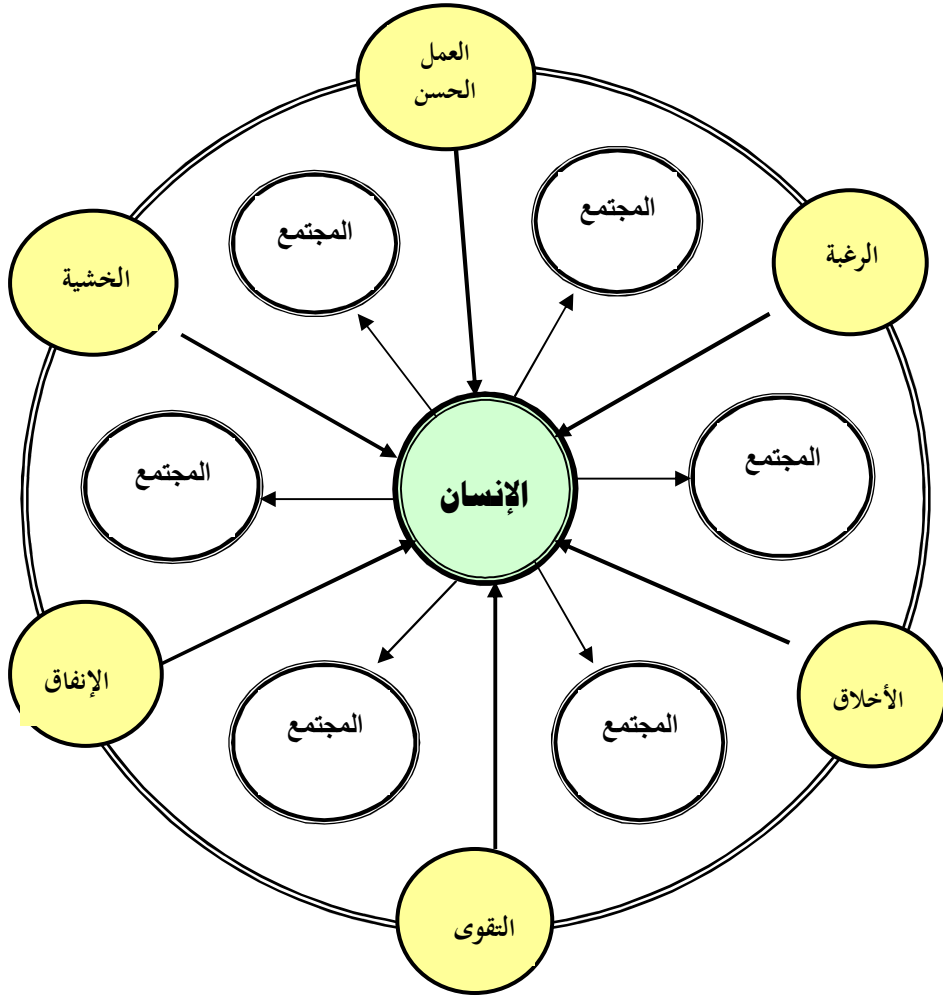 العمل
الحسن
المجتمع
المجتمع
الرغبة
الخشية
المجتمع
المجتمع
الإنسان
الإنفاق
الأخلاق
المجتمع
المجتمع
التقوى